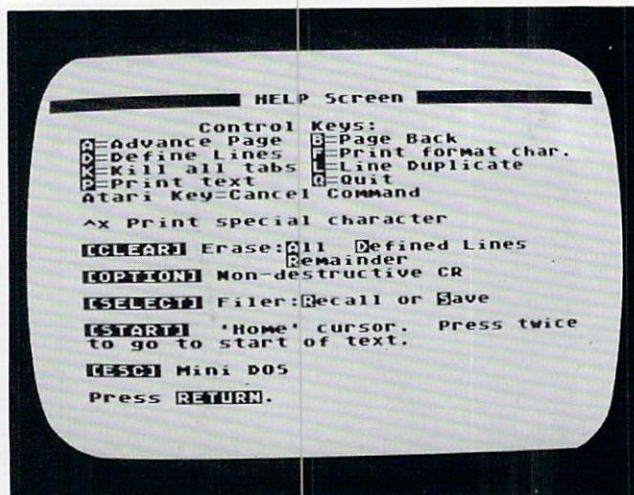 HELP Screen
Control Keys:
A=Advance Page B=Page Back
D=Define Lines F=Print format char.
K=Kill all tabs L=Line Duplicate
P=Print text Q=Quit
Atari Key=Cancel Command
^x Print special character
[CLEAR] Erase:All Defined Lines
Remainder
[OPTION] Non-destructive CR
[SELECT] Filer:Recall or Save
[START] 'Home' cursor. Press twice
to go to start of text.
[ESC] Mini DOS
Press RETURN.